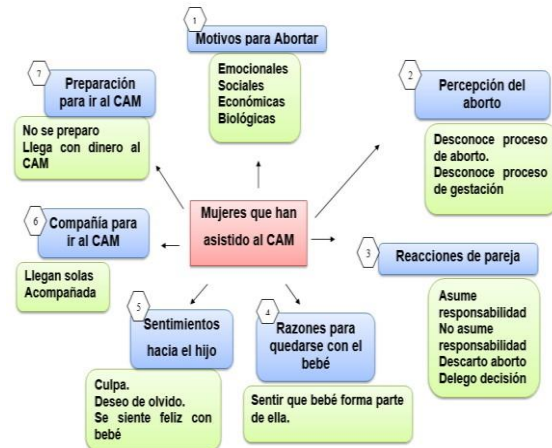 1
Motivos para Abortar
Emocionales
Sociales
Económicas
Biológicas
2
Percepción del
aborto
Desconoce proceso
de aborto.
Desconoce proceso
de gestación
3
Reacciones de pareja
Asume
responsabilidad
No asume
responsabilidad
Descarto aborto
Delego decisión
4
Razones para
quedarse con el
bebé
Sentir que bebé forma parte
de ella.
5
Sentimientos
hacia el hijo
Culpa.
Deseo de olvido.
Se siente feliz con
bebé
6
Compañía para
ir al CAM
Llegan solas
Acompañada
7
Preparación
para ir al CAM
No se preparo
Llega con dinero al
CAM
Mujeres que han
asistido al CAM